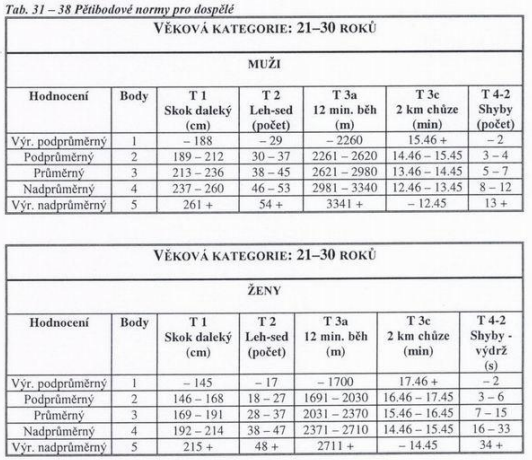 Tab. 31 – 38 Pětibodové normy pro dospělé
VĚKOVÁ KATEGORIE: 21–30 ROKŮ
MUŽI
Hodnocení Body T 1 Skok daleký (cm) T 2 Leh-sed (počet) T 3a 12 min. běh (m) T 3c 2 km chůze (min) T 4-2 Shyby (počet)
Výr. podprůměrný 1 – 188 – 29 – 2260 15.46 + – 2
Podprůměrný 2 189 – 212 30 – 37 2261 – 2620 14.46 – 15.45 3 – 4
Průměrný 3 213 – 236 38 – 45 2621 – 2980 13.46 – 14.45 5 – 7
Nadprůměrný 4 237 – 260 46 – 53 2981 – 3340 12.46 – 13.45 8 – 12
Výr. nadprůměrný 5 261 + 54 + 3341 + – 12.45 13 +
VĚKOVÁ KATEGORIE: 21–30 ROKŮ
ŽENY
Hodnocení Body T 1 Skok daleký (cm) T 2 Leh-sed (počet) T 3a 12 min. běh (m) T 3c 2 km chůze (min) T 4-2 Shyby - výdrž (s)
Výr. podprůměrný 1 – 145 – 17 – 1700 17.46 + – 2
Podprůměrný 2 146 – 168 18 – 27 1691 – 2030 16.46 – 17.45 3 – 6
Průměrný 3 169 – 191 28 – 37 2031 – 2370 15.46 – 16.45 7 – 15
Nadprůměrný 4 192 – 214 38 – 47 2371 – 2710 14.46 – 15.45 16 – 33
Výr. nadprůměrný 5 215 + 48 + 2711 + – 14.45 34 +